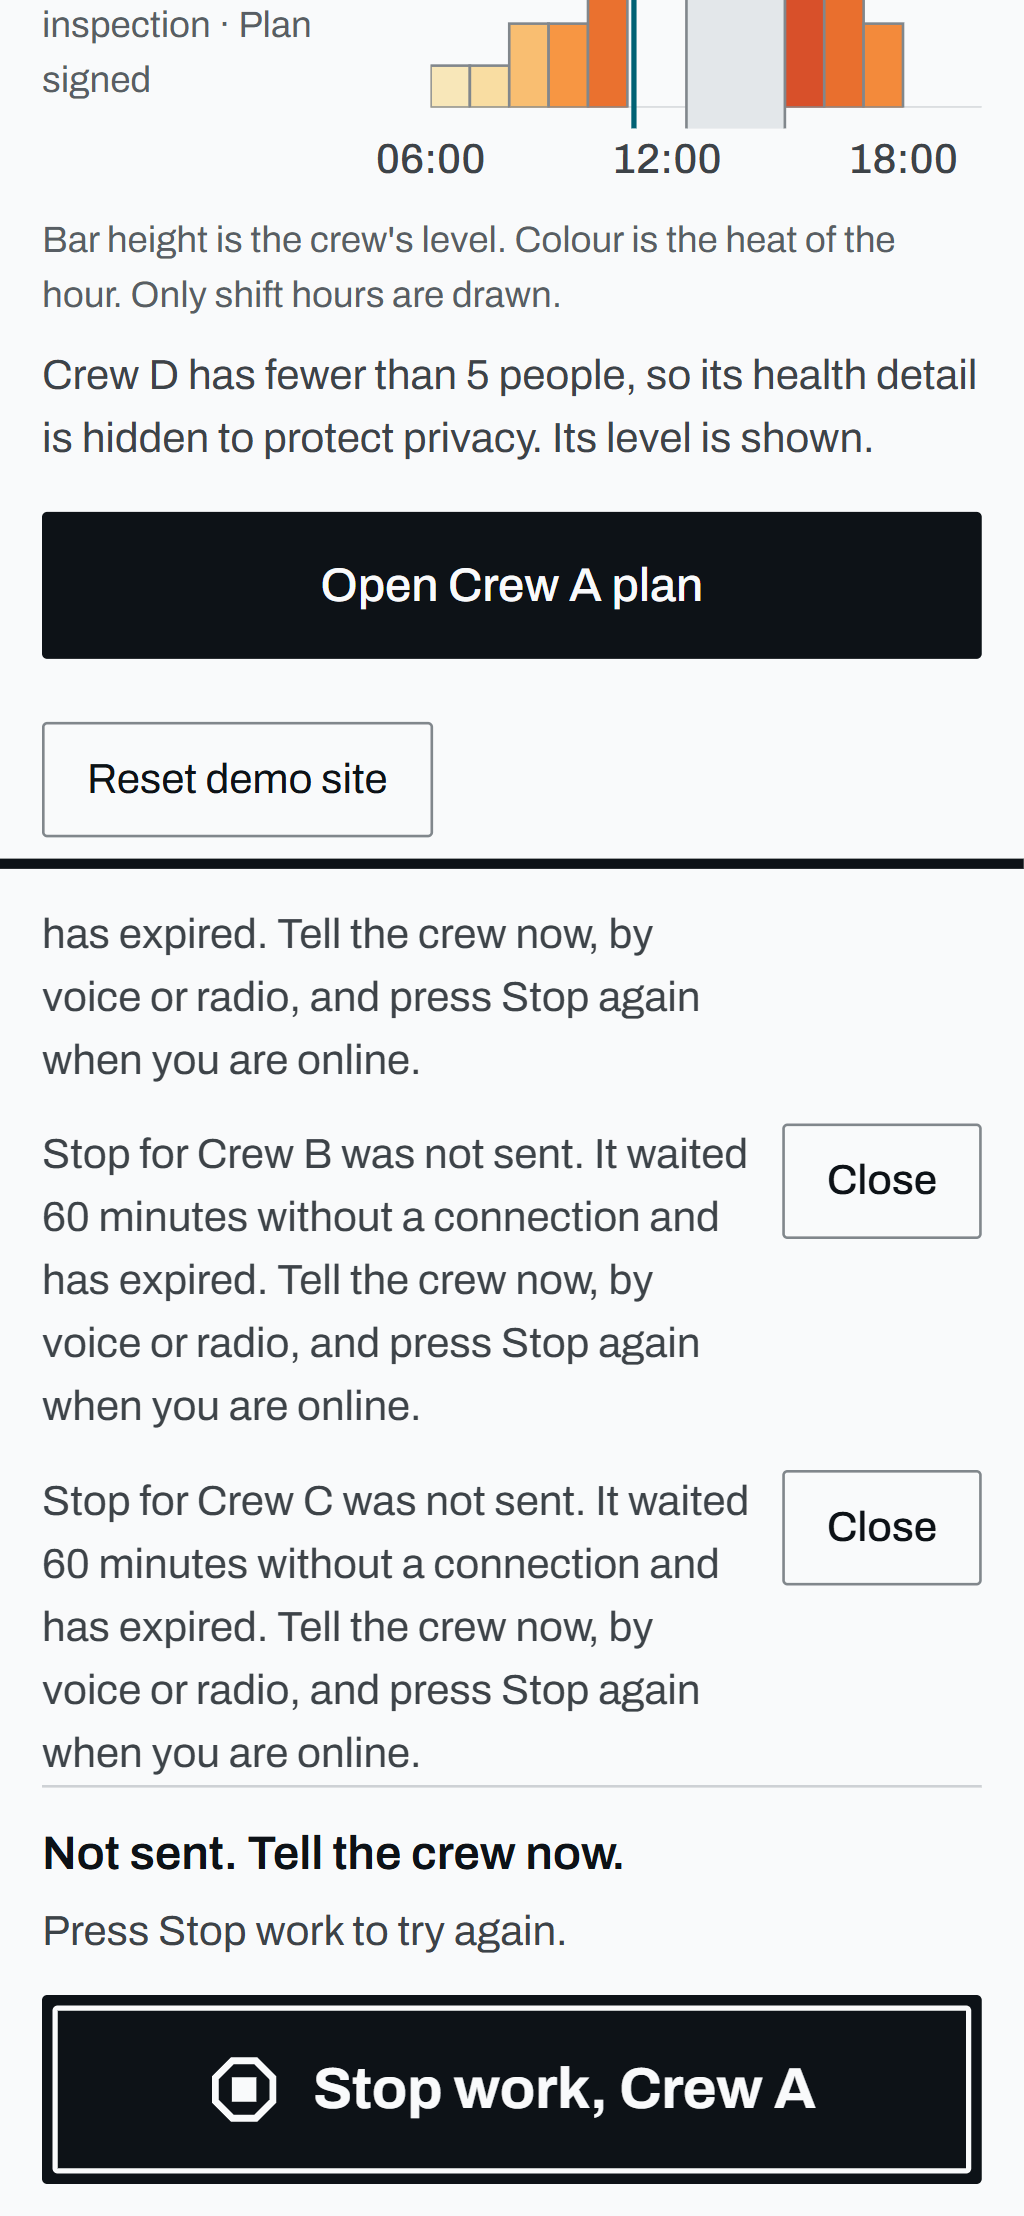 inspection · Plan
signed
06:00 12:00 18:00
Bar height is the crew's level. Colour is the heat of the
hour. Only shift hours are drawn.
Crew D has fewer than 5 people, so its health detail
is hidden to protect privacy. Its level is shown.
Open Crew A plan
Reset demo site
has expired. Tell the crew now, by
voice or radio, and press Stop again
when you are online.
Stop for Crew B was not sent. It waited
60 minutes without a connection and
has expired. Tell the crew now, by
voice or radio, and press Stop again
when you are online.
Close
Stop for Crew C was not sent. It waited
60 minutes without a connection and
has expired. Tell the crew now, by
voice or radio, and press Stop again
when you are online.
Close
Not sent. Tell the crew now.
Press Stop work to try again.
Stop work, Crew A